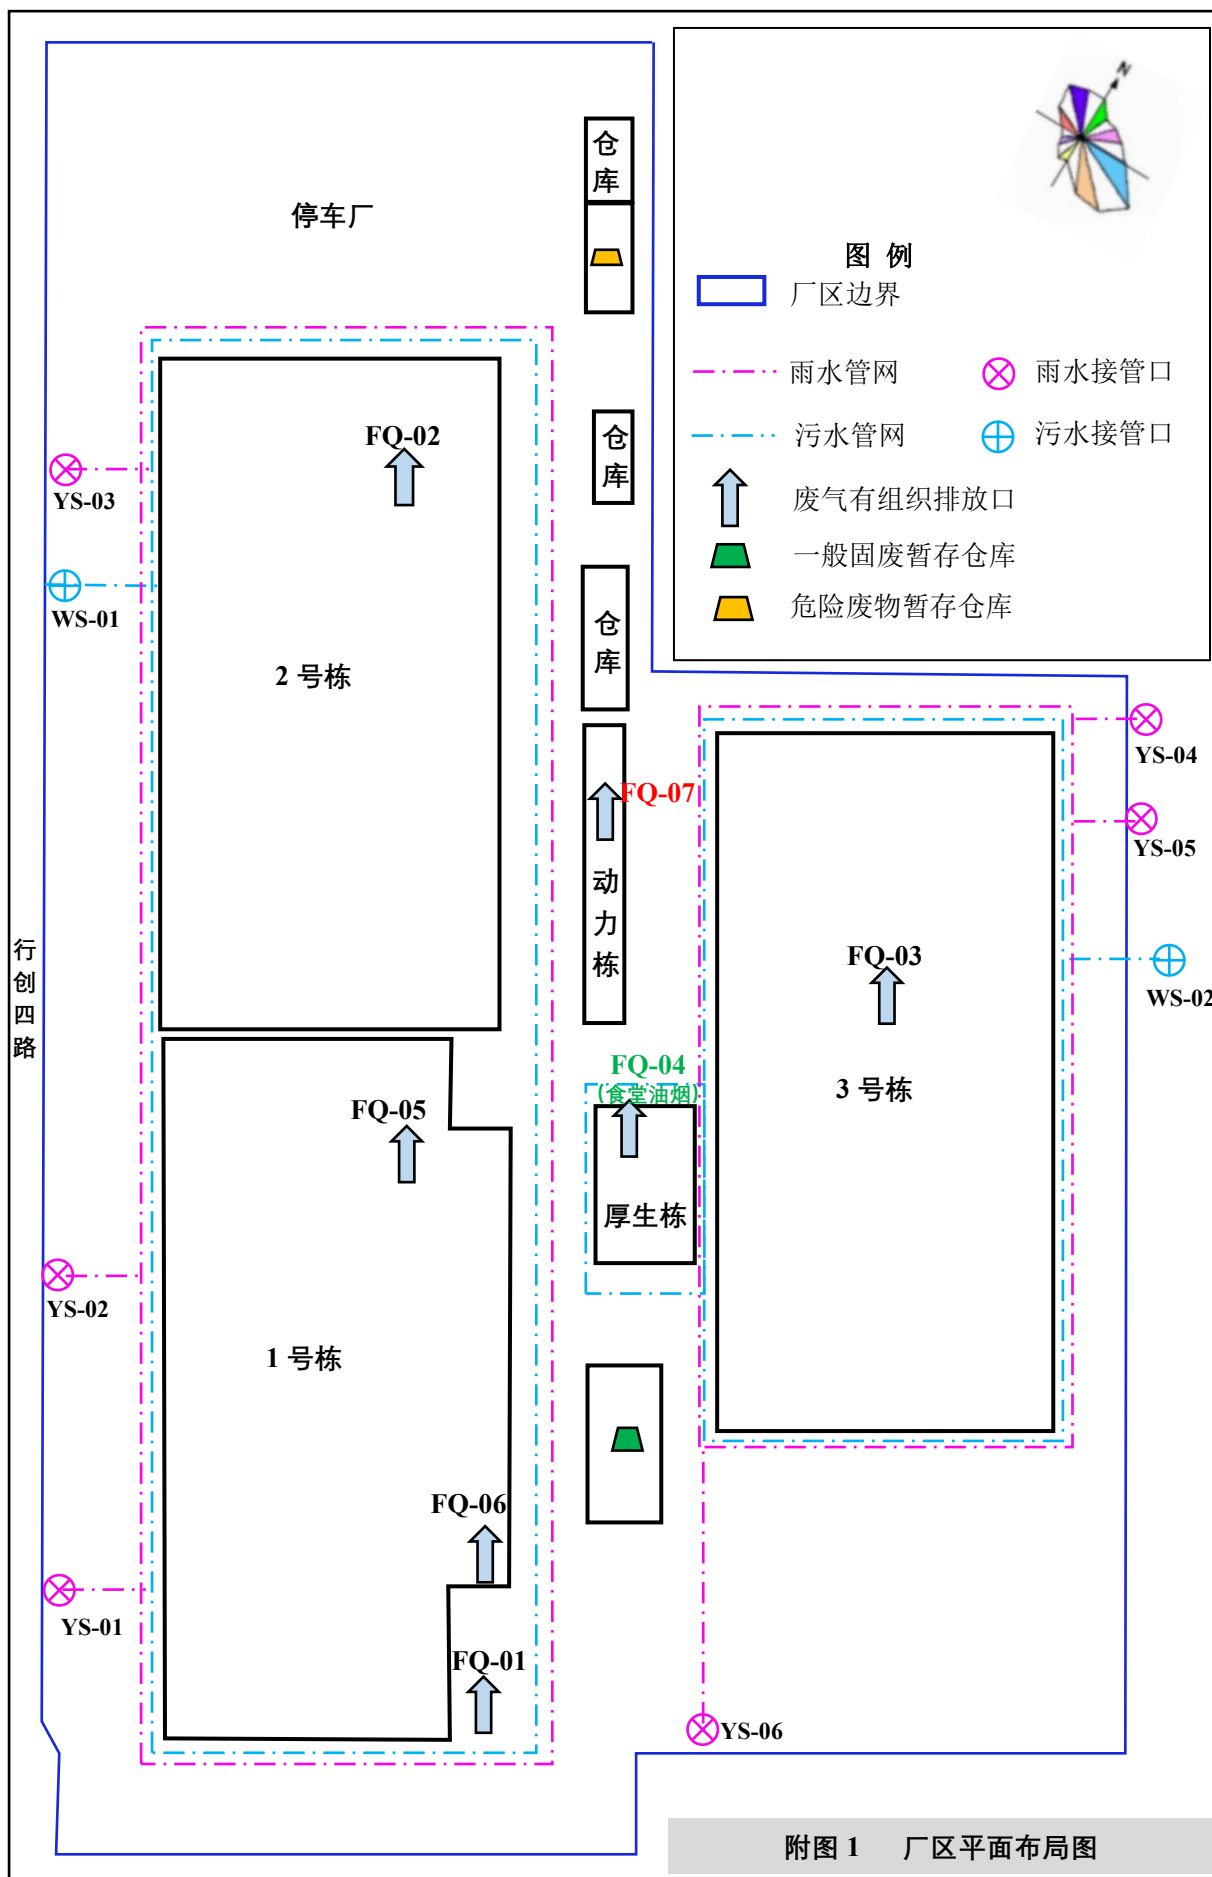 N
仓库
停车厂
图 例
厂区边界
雨水管网
雨水接管口
污水管网
污水接管口
废气有组织排放口
一般固废暂存仓库
危险废物暂存仓库
FQ-02
仓库
YS-03
WS-01
仓库
2 号栋
YS-04
FQ-07
YS-05
动力栋
行创四路
FQ-03
WS-02
FQ-04
(食堂油烟)
3 号栋
FQ-05
厚生栋
YS-02
1 号栋
FQ-06
YS-01
FQ-01
YS-06
附图 1 厂区平面布局图